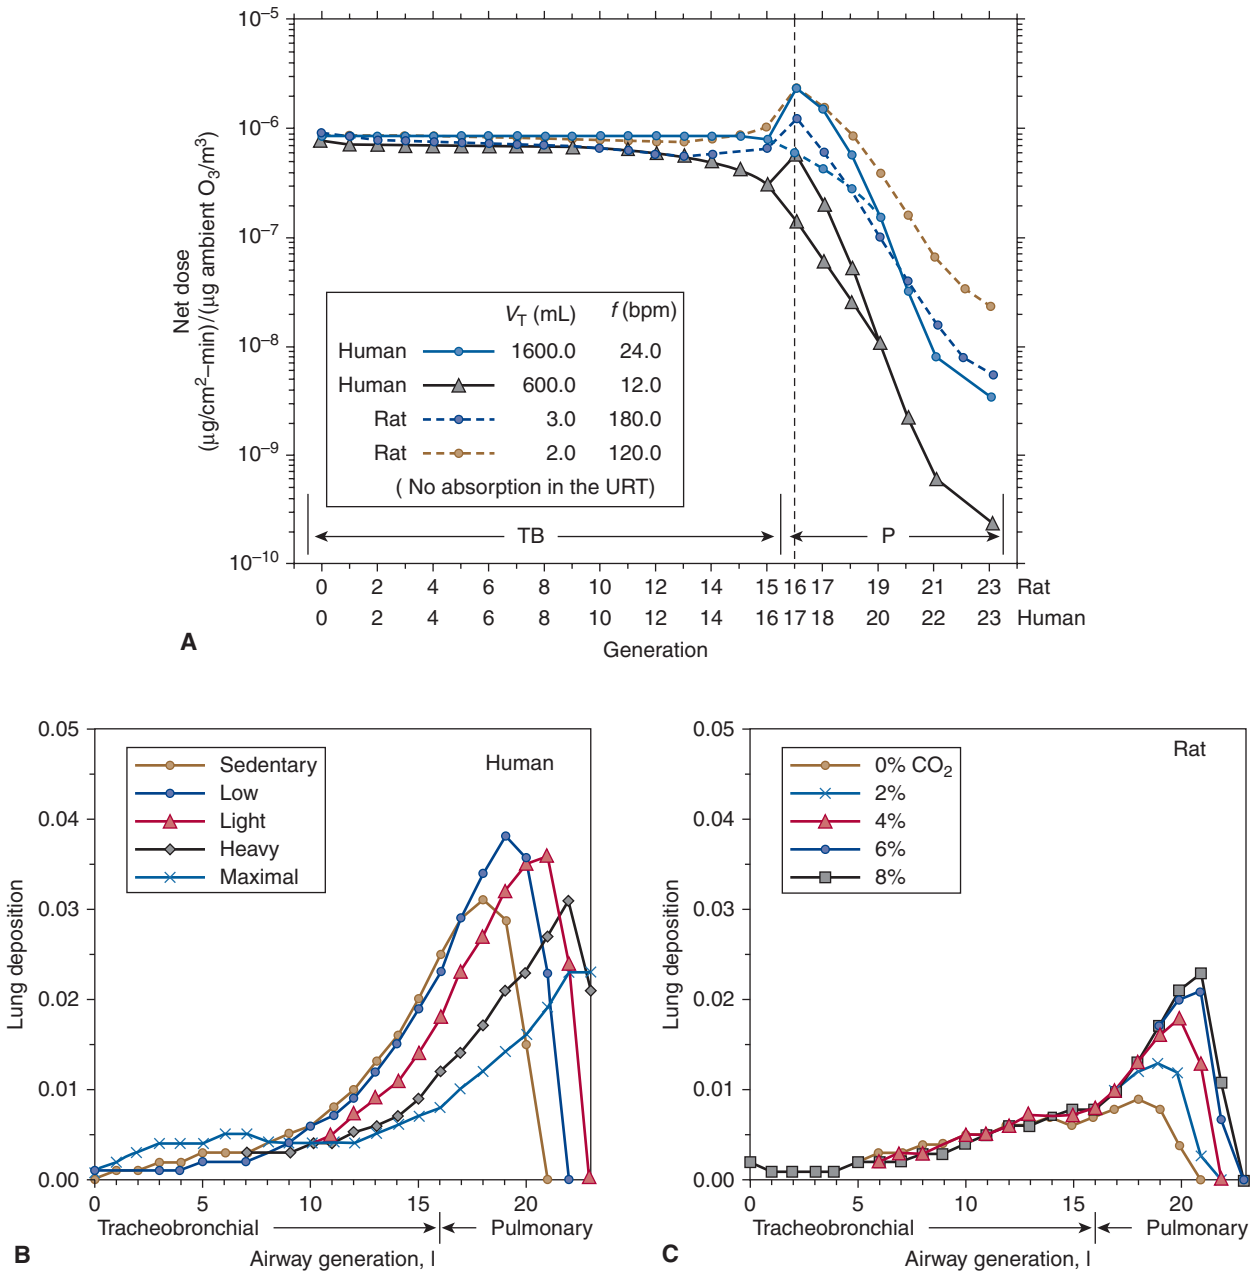 10⁻⁵
10⁻⁶
10⁻⁷
10⁻⁸
10⁻⁹
10⁻¹⁰
Net dose
(μg/cm²–min)/(μg ambient O₃/m³)
V_T (mL) f (bpm)
Human 1600.0 24.0
Human 600.0 12.0
Rat 3.0 180.0
Rat 2.0 120.0
( No absorption in the URT)
TB P
0 2 4 6 8 10 12 14 15 16 17 19 21 23 Rat
0 2 4 6 8 10 12 14 16 17 18 20 22 23 Human
A
Generation
0.05
0.04
0.03
0.02
0.01
0.00
Lung deposition
Human
Sedentary
Low
Light
Heavy
Maximal
0 5 10 15 20
Tracheobronchial Pulmonary
B
Airway generation, I
0.05
0.04
0.03
0.02
0.01
0.00
Lung deposition
Rat
0% CO₂
2%
4%
6%
8%
0 5 10 15 20
Tracheobronchial Pulmonary
C
Airway generation, I